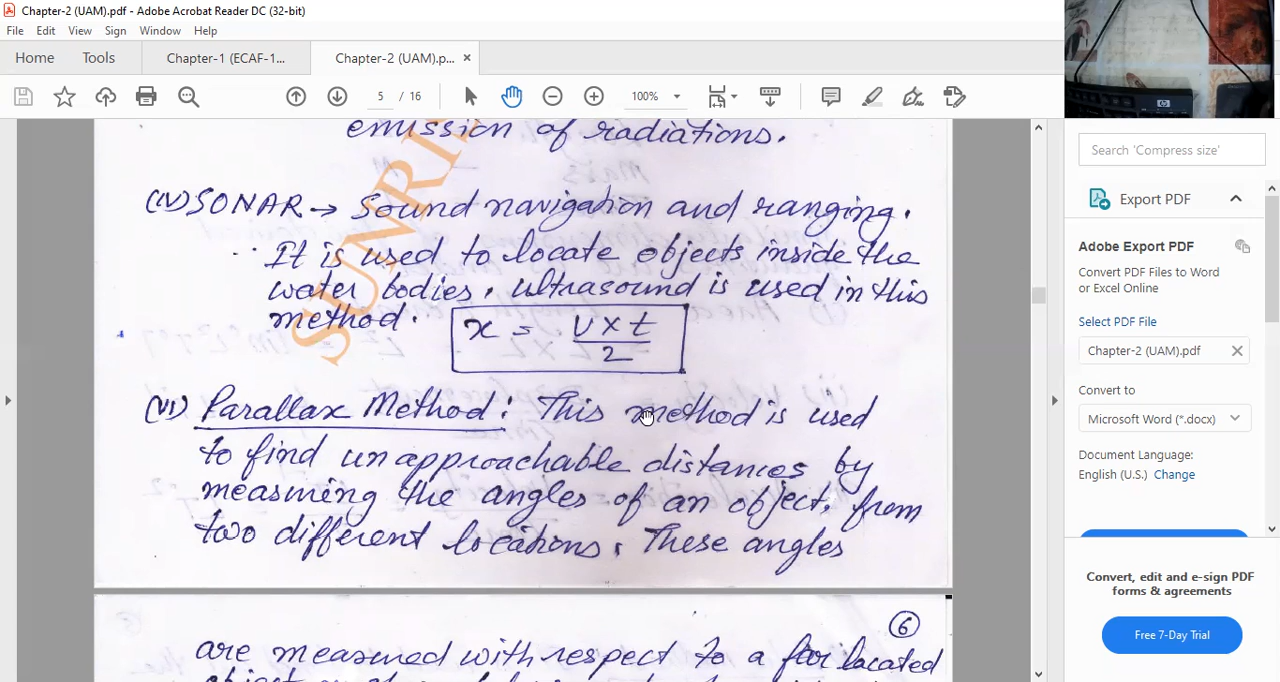 Chapter-2 (UAM).pdf - Adobe Acrobat Reader DC (32-bit)
File Edit View Sign Window Help
Home Tools Chapter-1 (ECAF-1... Chapter-2 (UAM).p... ×
5 / 16 100%
emission of radiations.
(IV) SONAR → Sound navigation and ranging.
It is used to locate objects inside the
water bodies, ultrasound is used in this
method.
x = v × t / 2
(VI) Parallax Method: This method is used
to find unapproachable distances by
measuring the angles of an object, from
two different locations, These angles
6
are measured with respect to a far located
Search 'Compress size'
Export PDF
Adobe Export PDF
Convert PDF Files to Word
or Excel Online
Select PDF File
Chapter-2 (UAM).pdf
Convert to
Microsoft Word (*.docx)
Document Language:
English (U.S.) Change
Convert, edit and e-sign PDF
forms & agreements
Free 7-Day Trial